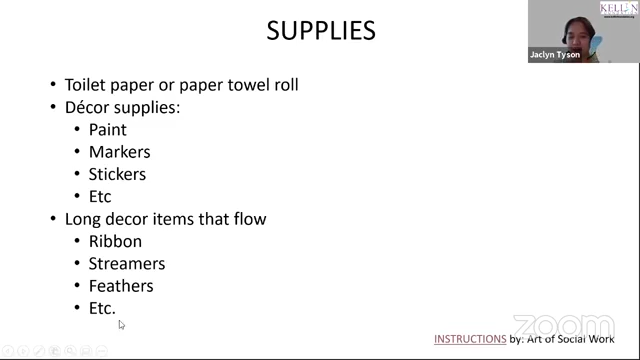 SUPPLIES
KELLIN
Jaclyn Tyson
• Toilet paper or paper towel roll
• Décor supplies:
• Paint
• Markers
• Stickers
• Etc
• Long decor items that flow
• Ribbon
• Streamers
• Feathers
• Etc.
zoom
INSTRUCTIONS by: Art of Social Work